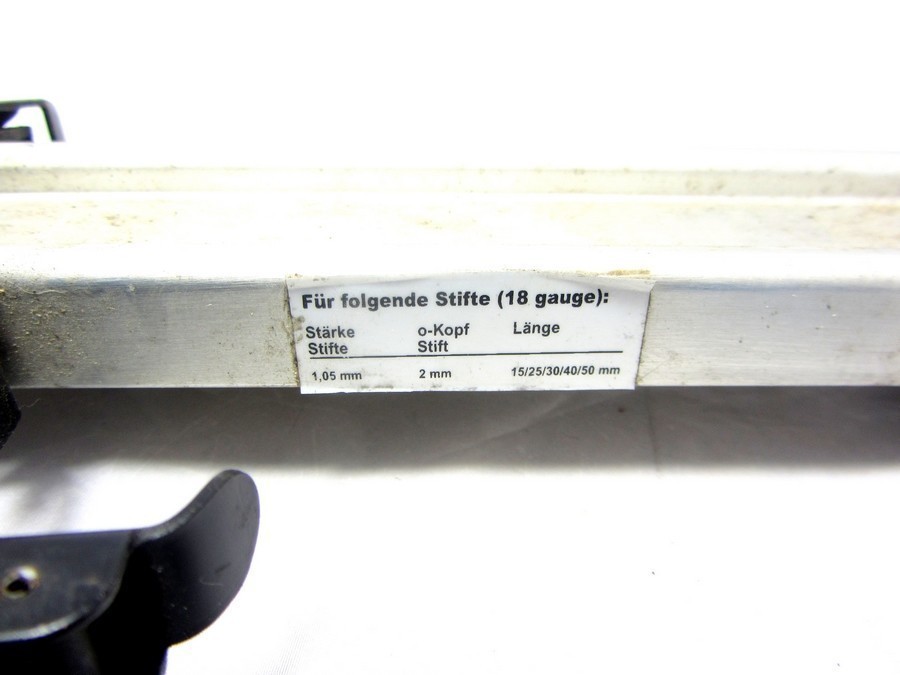 Für folgende Stifte (18 gauge):
Stärke o-Kopf Länge
Stifte Stift
1,05 mm 2 mm 15/25/30/40/50 mm